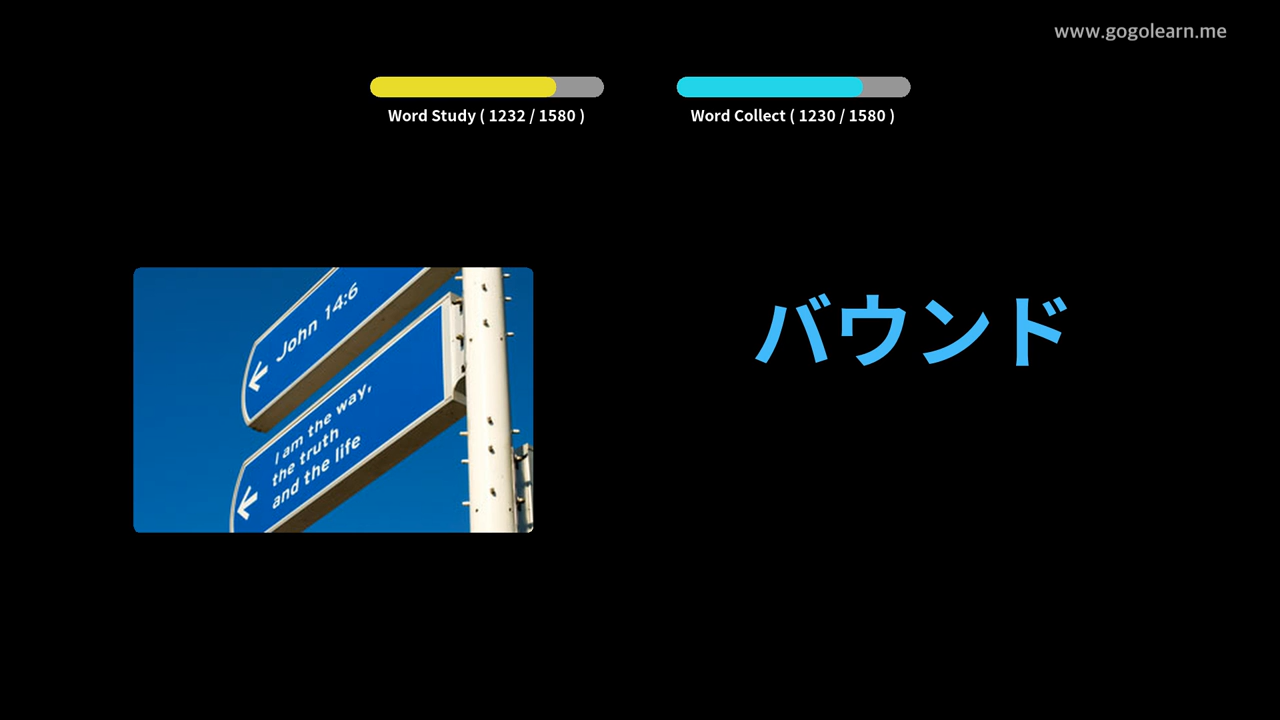 www.gogolearn.me
Word Study ( 1232 / 1580 )
Word Collect ( 1230 / 1580 )
John 14:6
I am the way,
the truth
and the life
バウンド